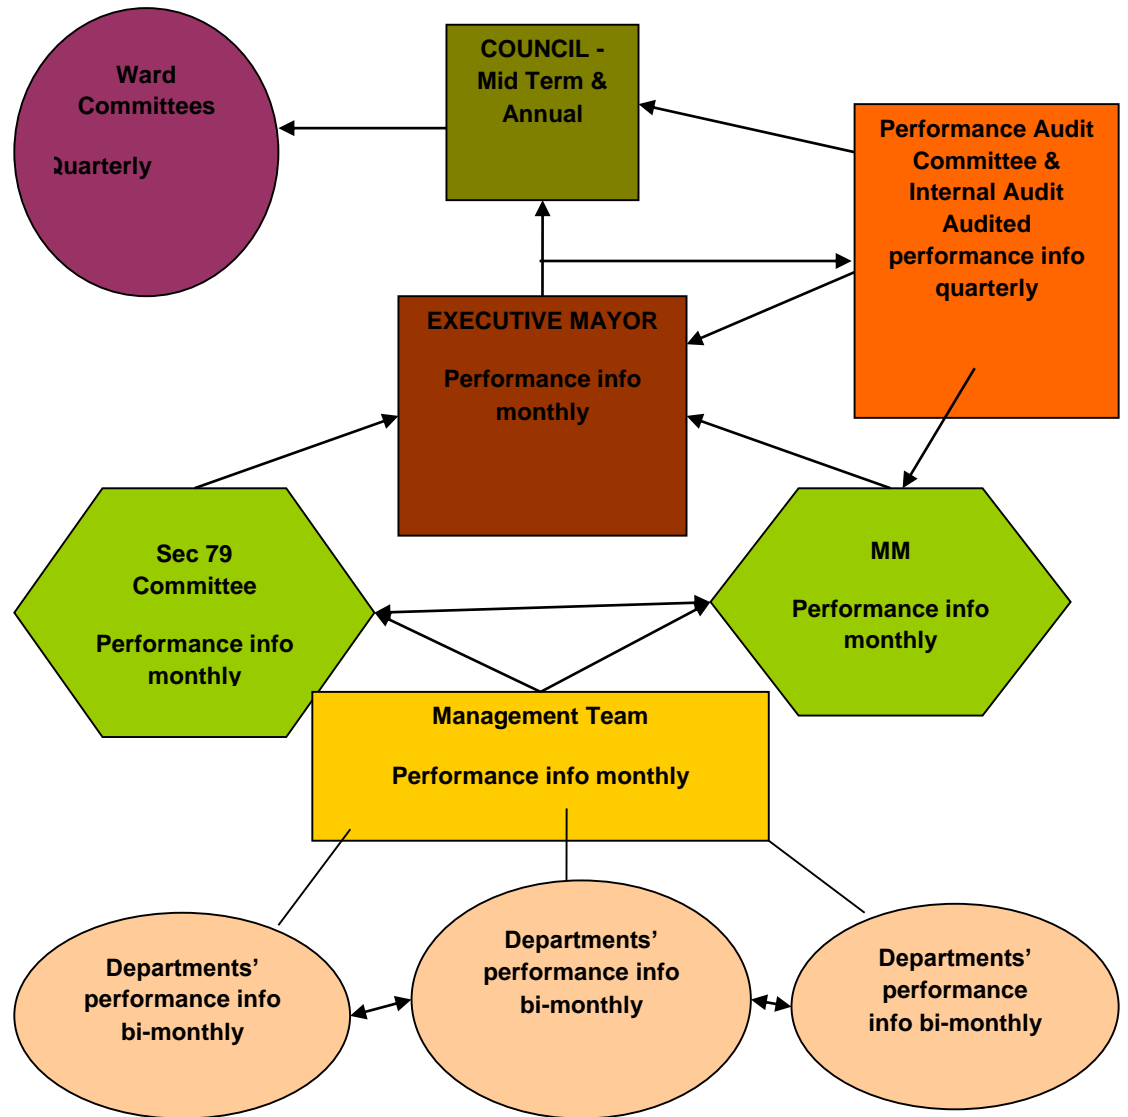 Ward
Committees
Quarterly
COUNCIL -
Mid Term &
Annual
Performance Audit
Committee &
Internal Audit
Audited
performance info
quarterly
EXECUTIVE MAYOR
Performance info
monthly
Sec 79
Committee
Performance info
monthly
MM
Performance info
monthly
Management Team
Performance info monthly
Departments’
performance info
bi-monthly
Departments’
performance info
bi-monthly
Departments’
performance
info bi-monthly